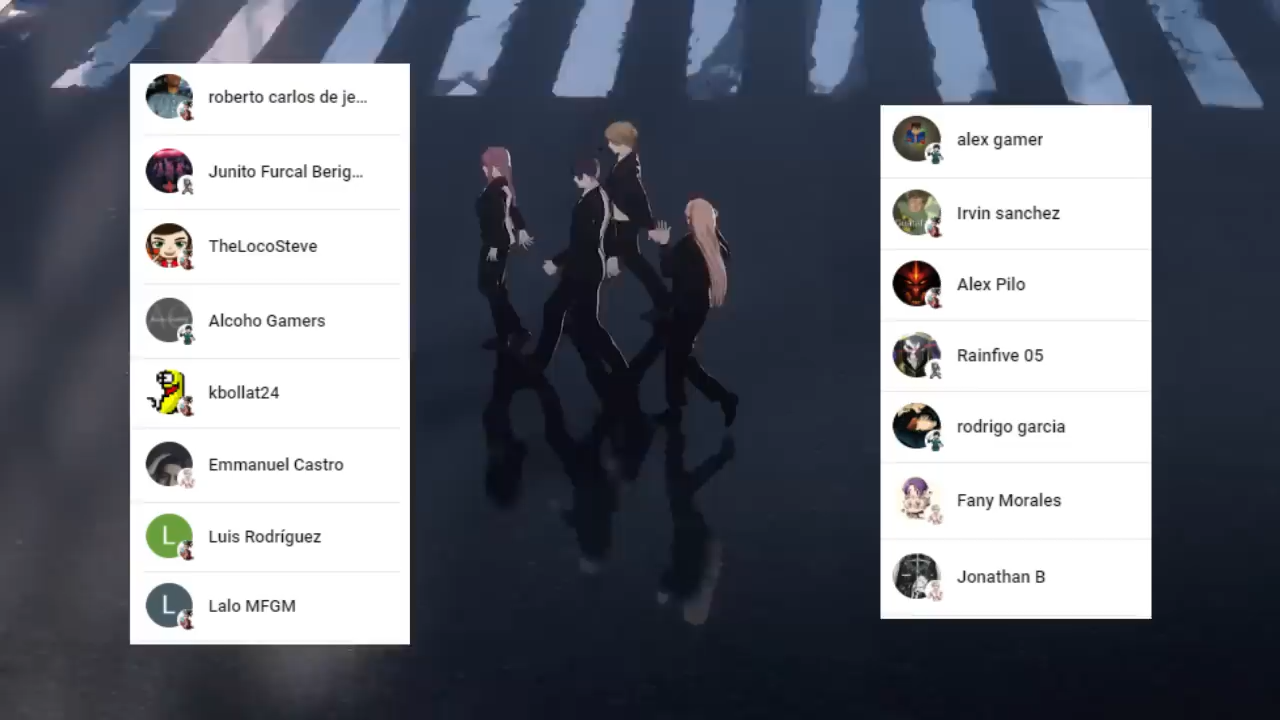 roberto carlos de je...
Junito Furcal Berig...
TheLocoSteve
Alcoho Gamers
kbollat24
Emmanuel Castro
L
Luis Rodríguez
L
Lalo MFGM
alex gamer
Irvin sanchez
Alex Pilo
Rainfive 05
rodrigo garcia
Fany Morales
Jonathan B